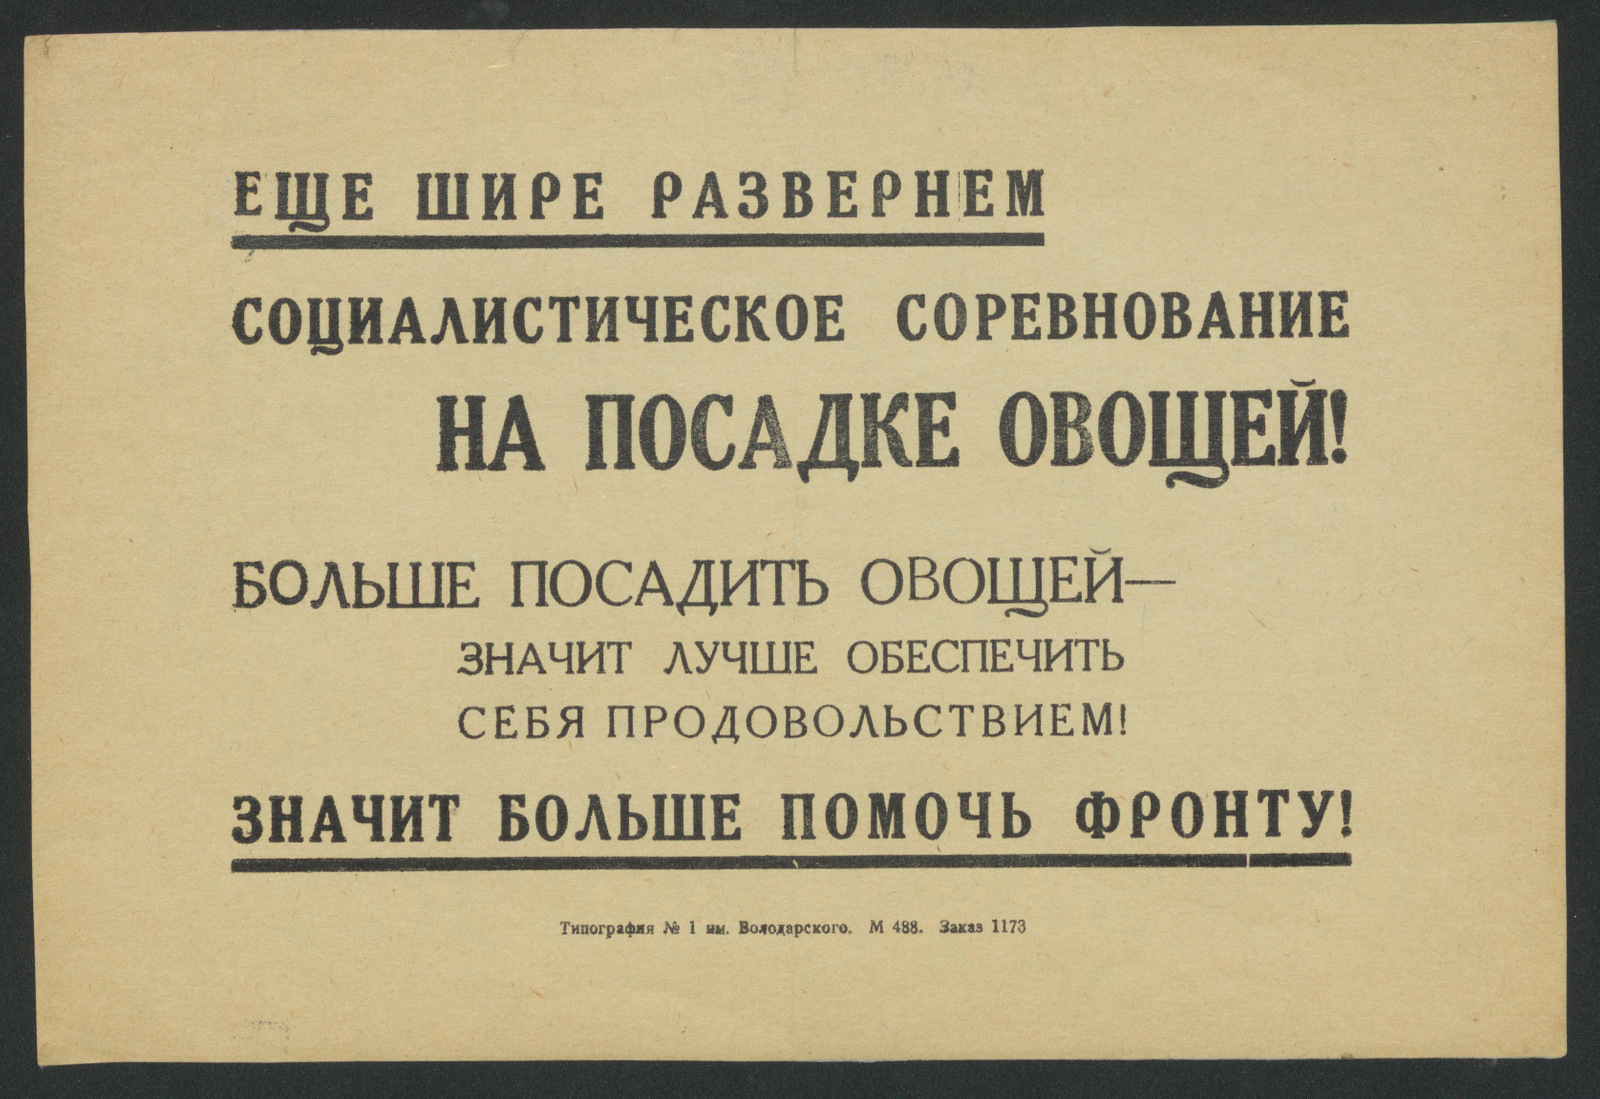 ЕЩЕ ШИРЕ РАЗВЕРНЕМ
СОЦИАЛИСТИЧЕСКОЕ СОРЕВНОВАНИЕ
НА ПОСАДКЕ ОВОЩЕЙ!
БОЛЬШЕ ПОСАДИТЬ ОВОЩЕЙ—
ЗНАЧИТ ЛУЧШЕ ОБЕСПЕЧИТЬ
СЕБЯ ПРОДОВОЛЬСТВИЕМ!
ЗНАЧИТ БОЛЬШЕ ПОМОЧЬ ФРОНТУ!
Типография № 1 им. Володарского. М 488. Заказ 1173